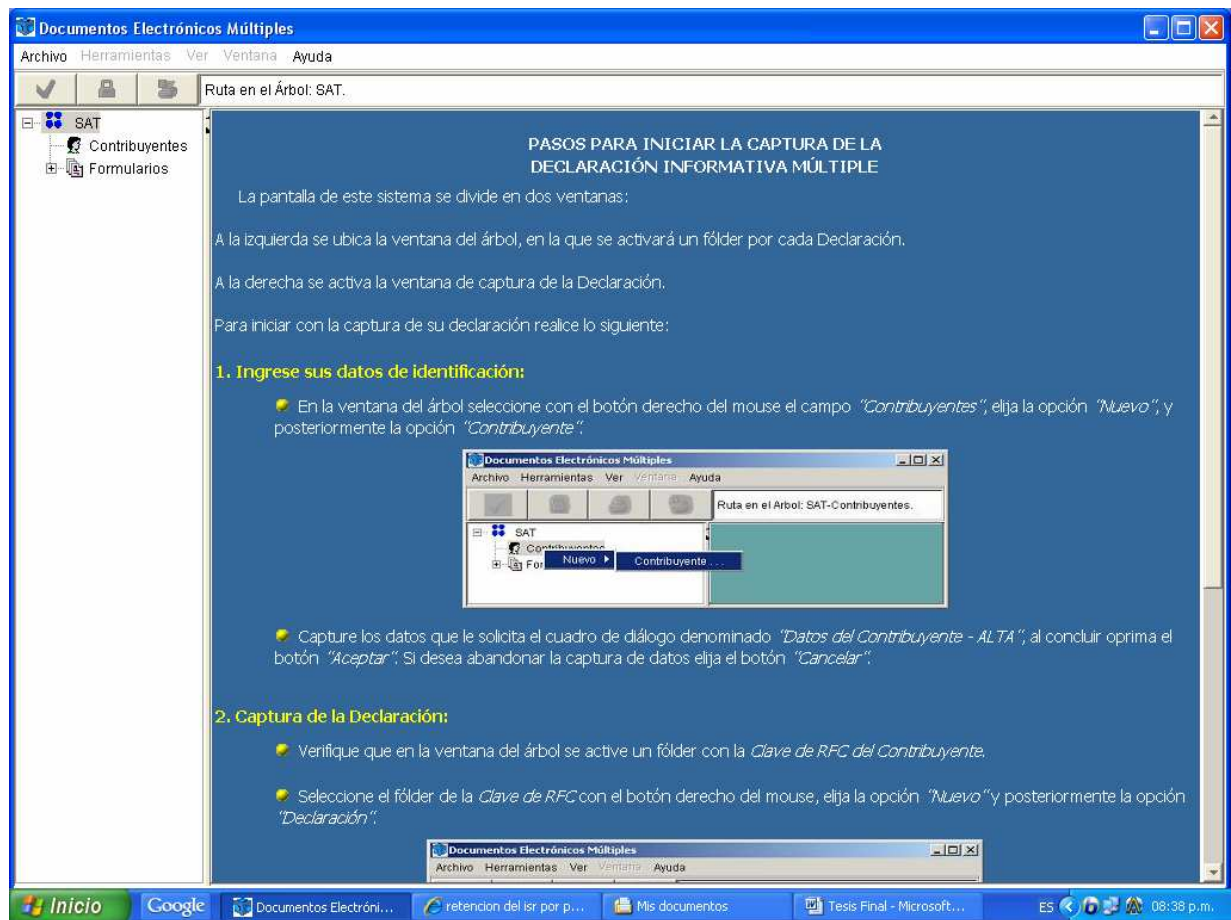 Documentos Electrónicos Múltiples
Archivo Herramientas Ver Ventana Ayuda
Ruta en el Árbol: SAT.
SAT
Contribuyentes
Formularios
PASOS PARA INICIAR LA CAPTURA DE LA
DECLARACIÓN INFORMATIVA MÚLTIPLE
La pantalla de este sistema se divide en dos ventanas:
A la izquierda se ubica la ventana del árbol, en la que se activará un fólder por cada Declaración.
A la derecha se activa la ventana de captura de la Declaración.
Para iniciar con la captura de su declaración realice lo siguiente:
1. Ingrese sus datos de identificación:
En la ventana del árbol seleccione con el botón derecho del mouse el campo "Contribuyentes", elija la opción "Nuevo", y
posteriormente la opción "Contribuyente".
Documentos Electrónicos Múltiples
Archivo Herramientas Ver Ventana Ayuda
Ruta en el Arbol: SAT-Contribuyentes.
SAT
Contribuyentes
For Nuevo Contribuyente . . .
Capture los datos que le solicita el cuadro de diálogo denominado "Datos del Contribuyente - ALTA", al concluir oprima el
botón "Aceptar". Si desea abandonar la captura de datos elija el botón "Cancelar".
2. Captura de la Declaración:
Verifique que en la ventana del árbol se active un fólder con la Clave de RFC del Contribuyente.
Seleccione el fólder de la Clave de RFC con el botón derecho del mouse, elija la opción "Nuevo" y posteriormente la opción
"Declaración".
Documentos Electrónicos Múltiples
Archivo Herramientas Ver Ventana Ayuda
Inicio Google Documentos Electróni... retencion del isr por p... Mis documentos Tesis Final - Microsoft... ES 08:38 p.m.